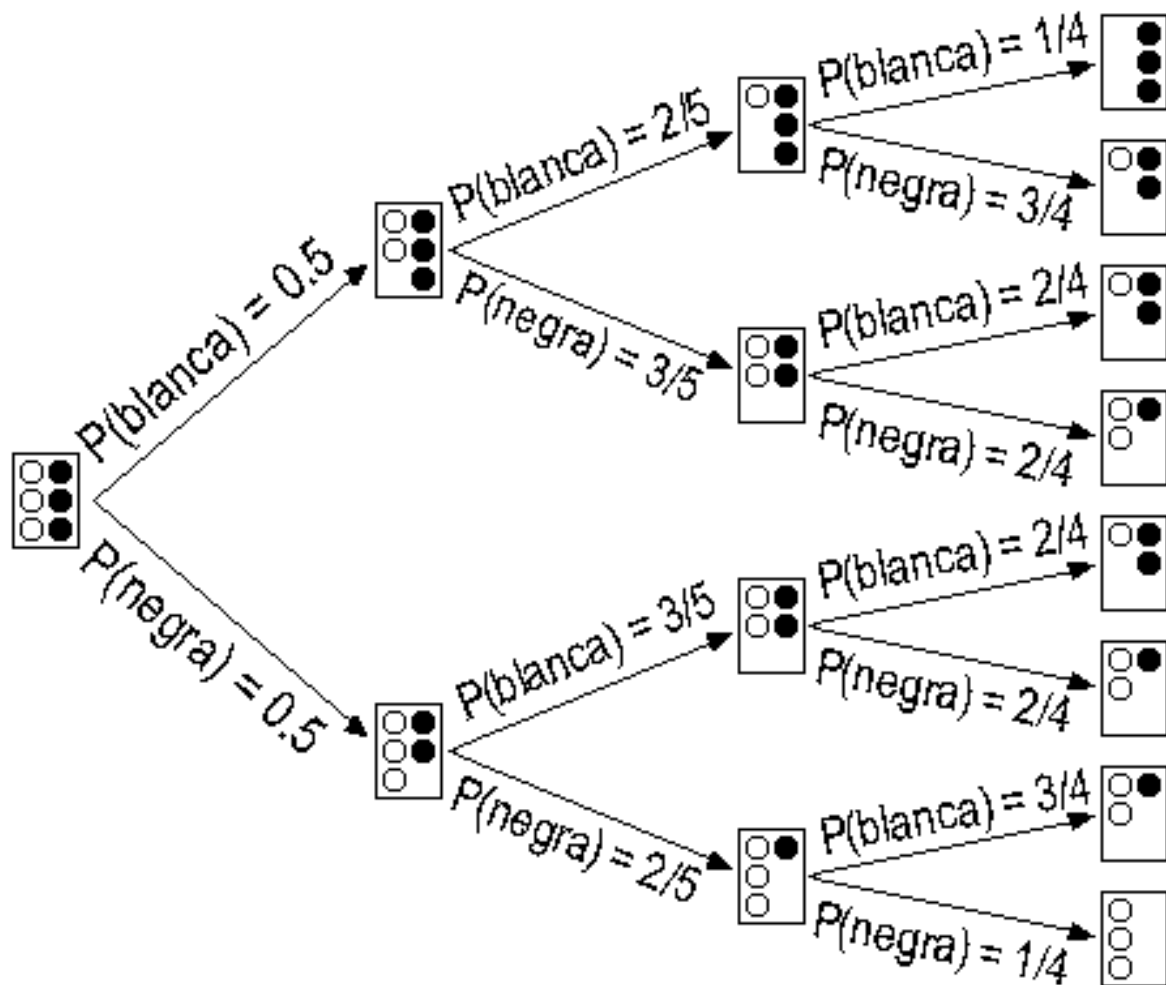 P(blanca) = 1/4
P(blanca) = 2/5
P(negra) = 3/4
P(blanca) = 0.5
P(negra) = 3/5
P(blanca) = 2/4
P(negra) = 2/4
P(negra) = 0.5
P(blanca) = 3/5
P(blanca) = 2/4
P(negra) = 2/4
P(negra) = 2/5
P(blanca) = 3/4
P(negra) = 1/4